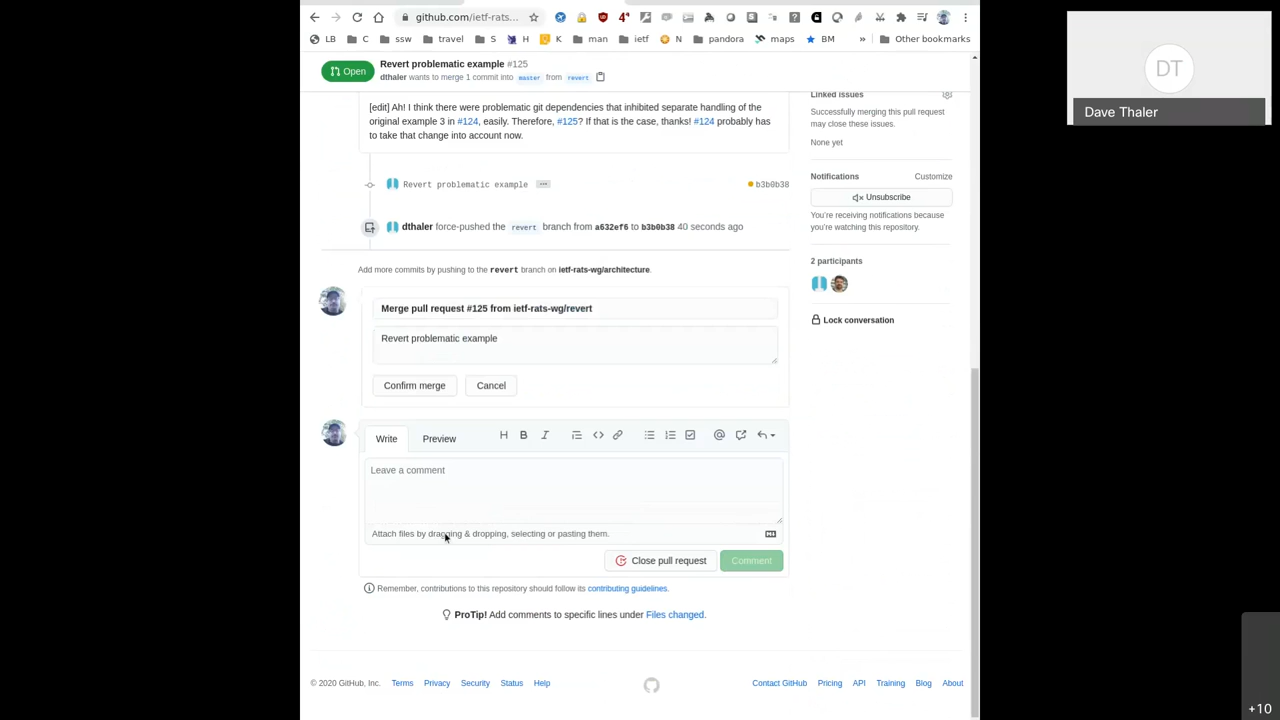 github.com/ietf-rats...
LB
C
ssw
travel
S
H
K
man
ietf
N
pandora
maps
BM
»
Other bookmarks
Open
Revert problematic example #125
dthaler wants to merge 1 commit into master from revert
[edit] Ah! I think there were problematic git dependencies that inhibited separate handling of the
original example 3 in #124, easily. Therefore, #125? If that is the case, thanks! #124 probably has
to take that change into account now.
Revert problematic example ... b3b0b38
dthaler force-pushed the revert branch from a632ef6 to b3b0b38 40 seconds ago
Add more commits by pushing to the revert branch on ietf-rats-wg/architecture.
Merge pull request #125 from ietf-rats-wg/revert
Revert problematic example
Confirm merge
Cancel
Write
Preview
H B I
Leave a comment
Attach files by dragging & dropping, selecting or pasting them.
Close pull request
Comment
Remember, contributions to this repository should follow its contributing guidelines.
ProTip! Add comments to specific lines under Files changed.
Linked issues
Successfully merging this pull request
may close these issues.
None yet
Notifications
Customize
Unsubscribe
You're receiving notifications because
you're watching this repository.
2 participants
Lock conversation
© 2020 GitHub, Inc.
Terms
Privacy
Security
Status
Help
Contact GitHub
Pricing
API
Training
Blog
About
DT
Dave Thaler
+10